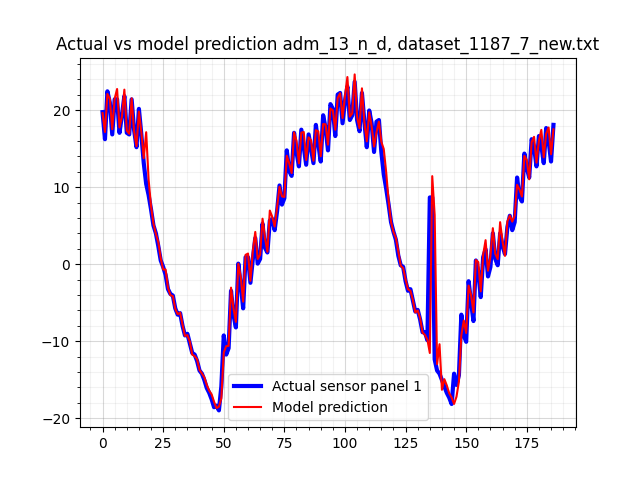 Actual vs model prediction adm_13_n_d, dataset_1187_7_new.txt
20
10
0
−10
−20
Actual sensor panel 1
Model prediction
0 25 50 75 100 125 150 175